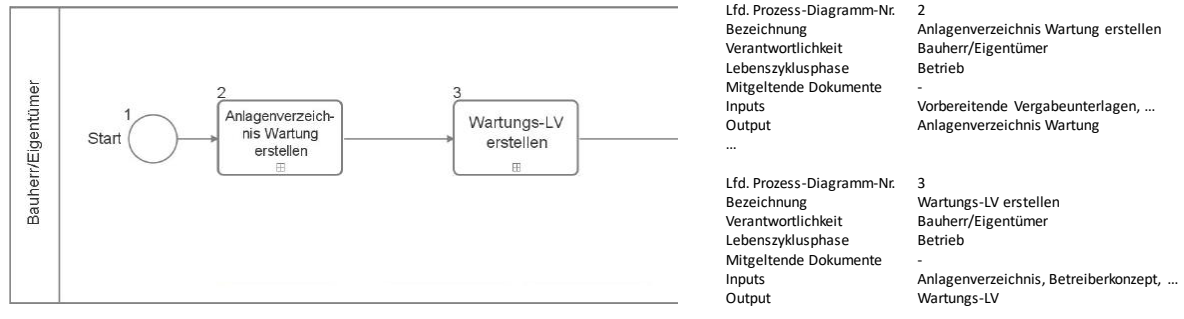 Bauherr/Eigentümer
1
Start
2
Anlagenverzeich-
nis Wartung
erstellen
3
Wartungs-LV
erstellen
Lfd. Prozess-Diagramm-Nr. 2
Bezeichnung Anlagenverzeichnis Wartung erstellen
Verantwortlichkeit Bauherr/Eigentümer
Lebenszyklusphase Betrieb
Mitgeltende Dokumente -
Inputs Vorbereitende Vergabeunterlagen, ...
Output Anlagenverzeichnis Wartung
...
Lfd. Prozess-Diagramm-Nr. 3
Bezeichnung Wartungs-LV erstellen
Verantwortlichkeit Bauherr/Eigentümer
Lebenszyklusphase Betrieb
Mitgeltende Dokumente -
Inputs Anlagenverzeichnis, Betreiberkonzept, ...
Output Wartungs-LV